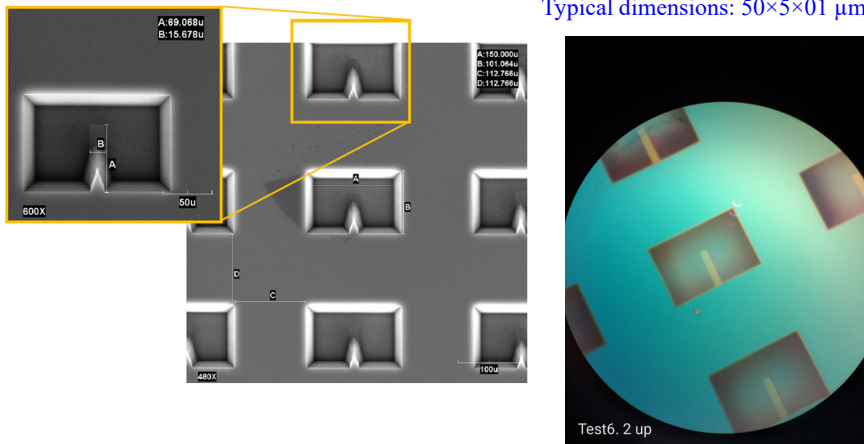 Typical dimensions: 50×5×01 µm
A:69.068u
B:15.678u
B
A
50u
600X
A:150.000u
B:101.064u
C:112.766u
D:112.766u
A
B
D
C
100u
480X
Test6. 2 up